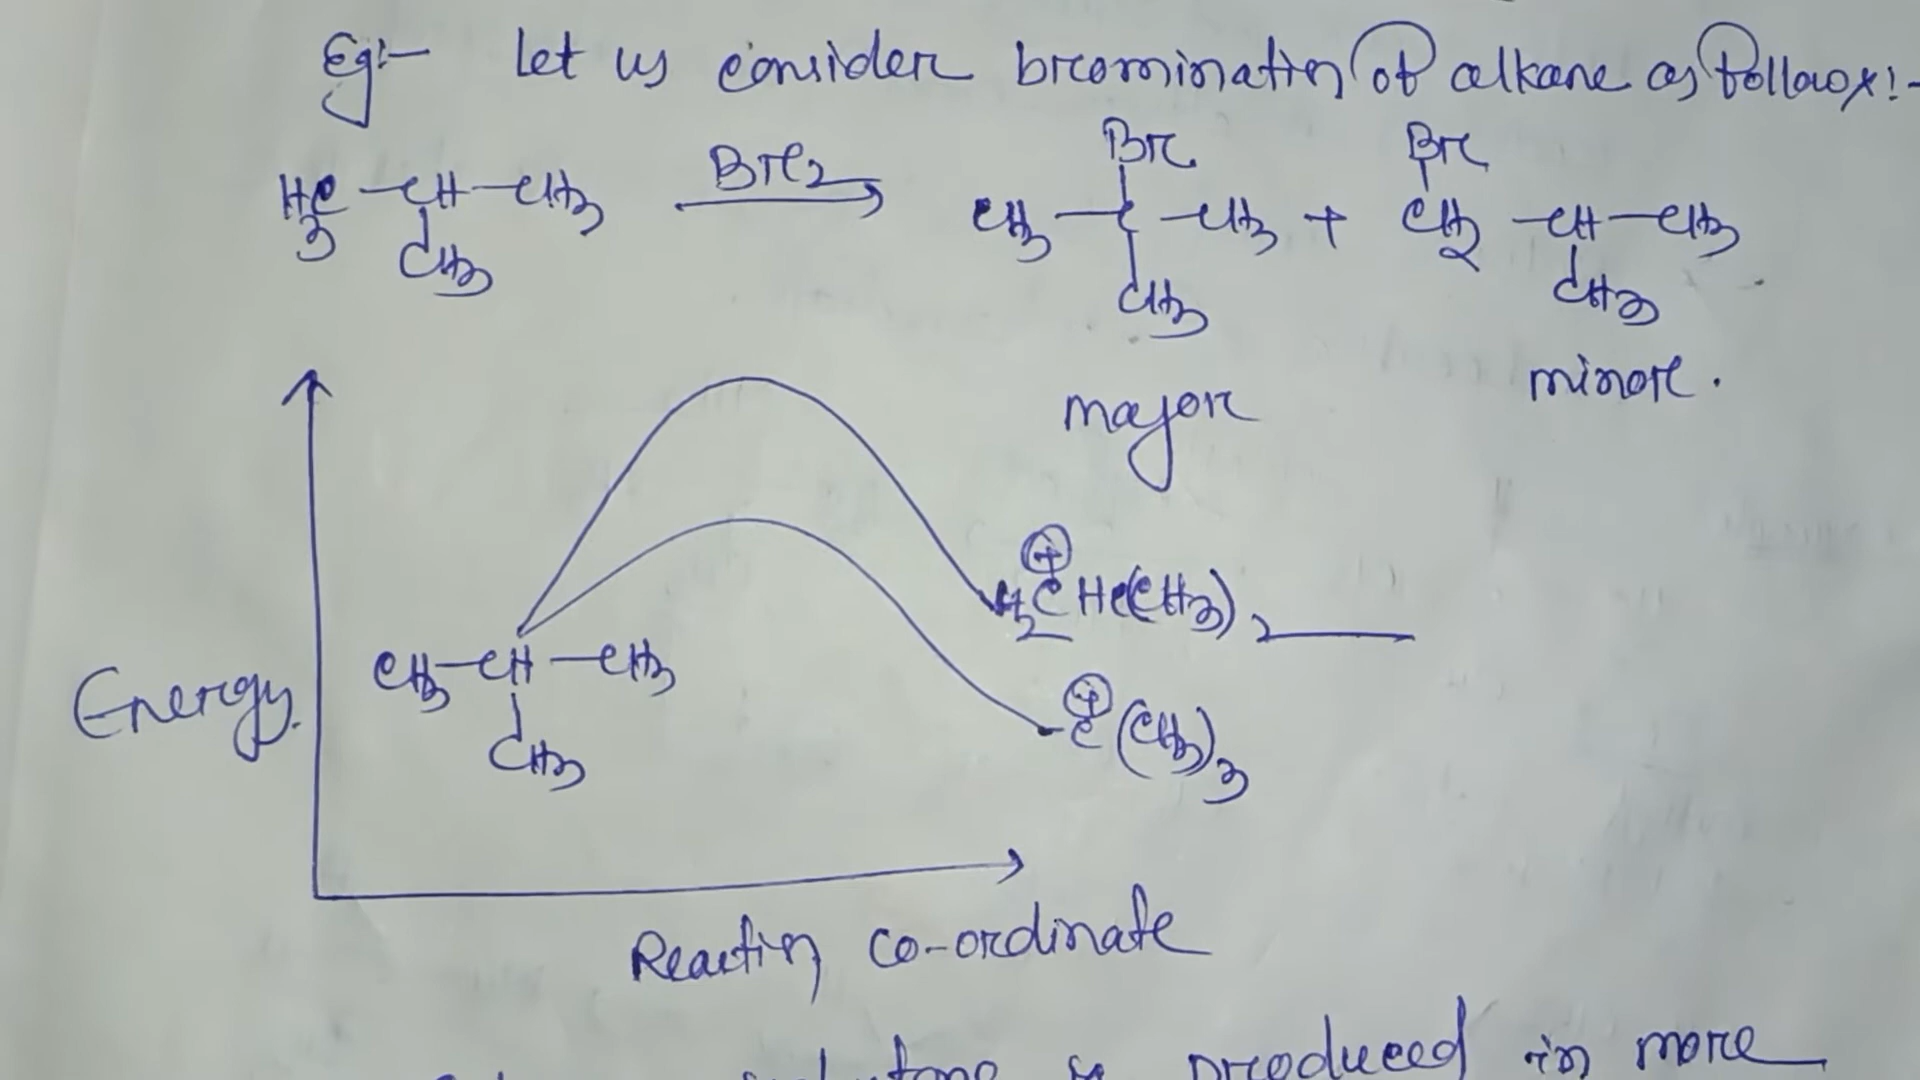 Eg:- Let us consider bromination of alkane as follows:-
H3C-CH-CH3 Br2 CH3-C-CH3 + CH2-CH-CH3
Br Br
CH3 CH3 CH3
major minor.
Energy
CH3-CH-CH3
CH3
H2C⊕HC(CH3)2
⊕C(CH3)3
Reaction co-ordinate
is produced in more